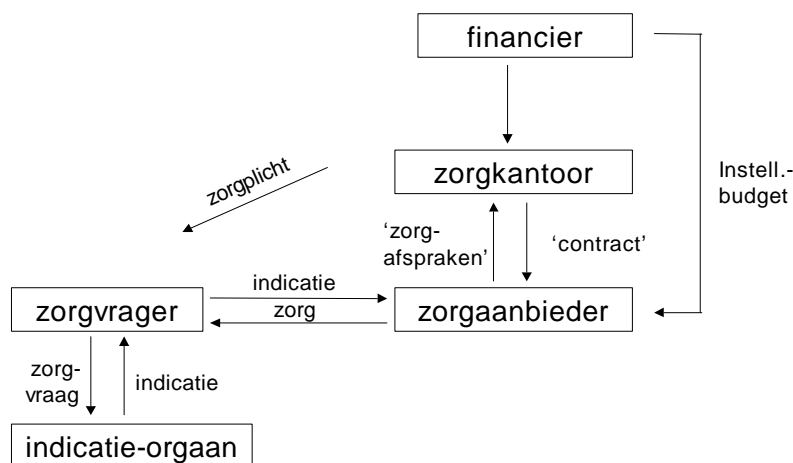 financier
zorgplicht
zorgkantoor
Instell.-
budget
‘zorg-
afspraken’
‘contract’
indicatie
zorgvrager
zorg
zorgaanbieder
zorg-
vraag
indicatie
indicatie-orgaan